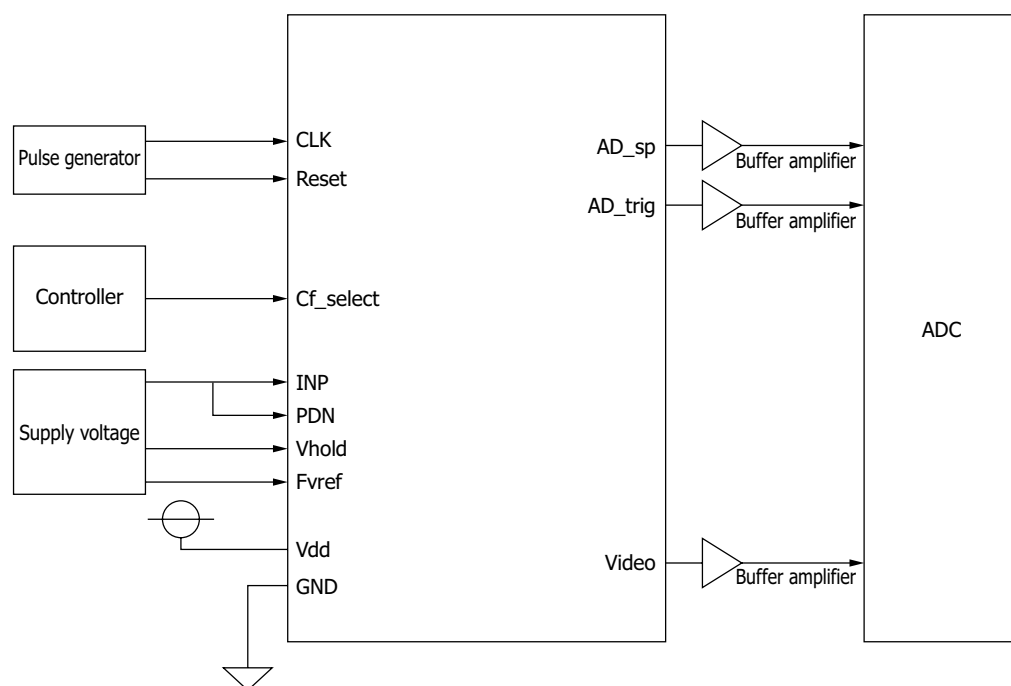 Pulse generator
CLK
Reset
Controller
Cf_select
Supply voltage
INP
PDN
Vhold
Fvref
Vdd
GND
AD_sp
Buffer amplifier
AD_trig
Buffer amplifier
Video
Buffer amplifier
ADC